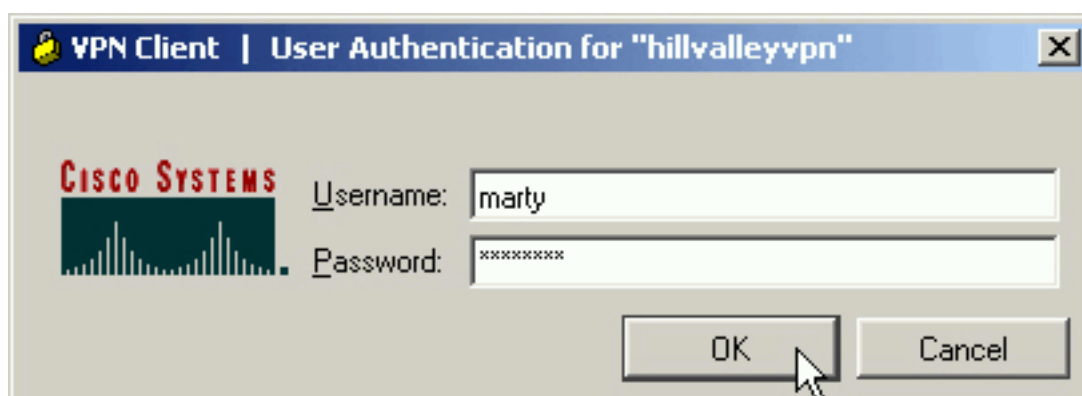 VPN Client | User Authentication for "hillvalleyvpn"
CISCO SYSTEMS
Username: marty
Password: ********
OK Cancel